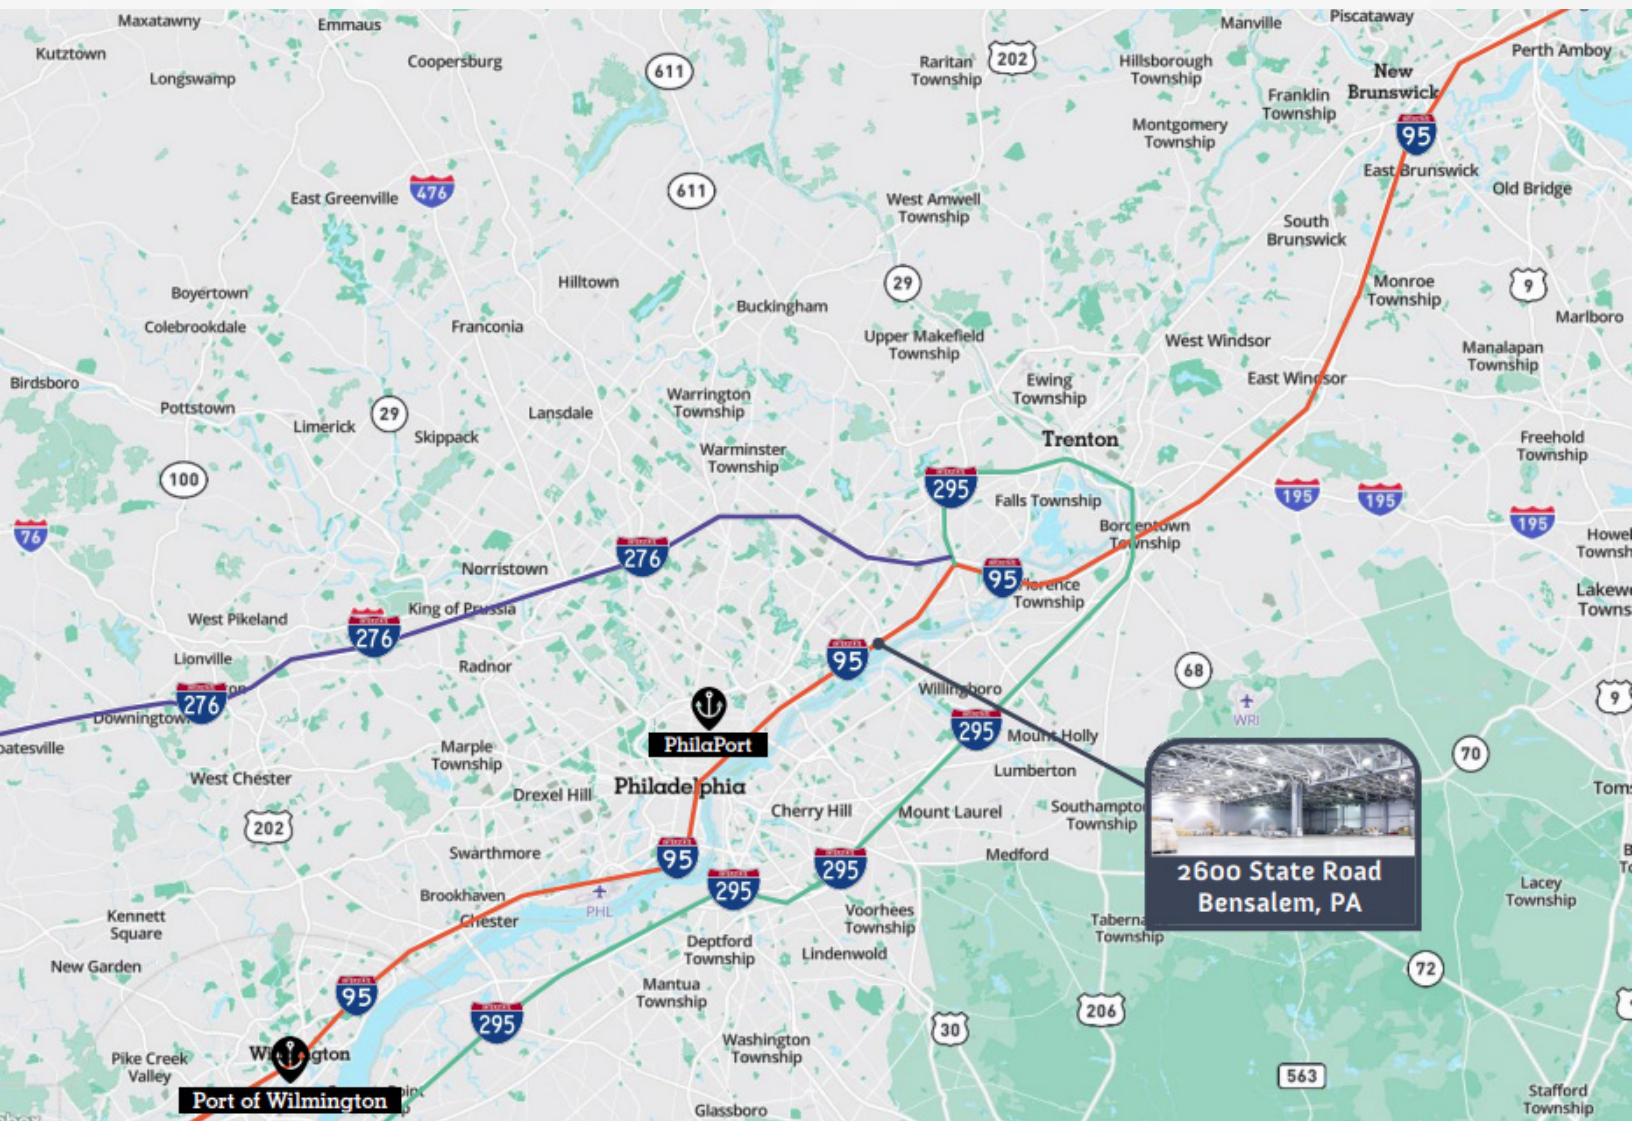 Maxatawny
Emmaus
Manville
Piscataway
Kutztown
Coopersburg
Longswamp
611
Raritan
Township
202
Hillsborough
Township
Perth Amboy
New
Brunswick
Franklin
Township
Montgomery
Township
95
East Brunswick
Old Bridge
East Greenville
476
611
West Amwell
Township
South
Brunswick
Boyertown
Hilltown
29
Monroe
Township
9
Colebrookdale
Franconia
Buckingham
Marlboro
Upper Makefield
Township
West Windsor
Manalapan
Township
Birdsboro
Pottstown
Limerick
29
Skippack
Lansdale
Warrington
Township
Ewing
Township
East Windsor
100
Warminster
Township
Trenton
Freehold
Township
295
Falls Township
195
195
195
76
276
Bordentown
Township
Norristown
95
Florence
Township
West Pikeland
King of Prussia
276
Lionville
Radnor
95
68
276
Downingtown
Willingboro
WRI
9
PhilaPort
295
Mount Holly
70
Marple
Township
West Chester
Lumberton
Drexel Hill
Philadelphia
Cherry Hill
Mount Laurel
Township
202
Swarthmore
95
295
Medford
2600 State Road
Bensalem, PA
Brookhaven
PHL
295
Lacey
Township
Kennett
Square
Chester
Voorhees
Township
Township
Deptford
Township
Lindenwold
New Garden
95
Mantua
Township
72
295
30
206
Pike Creek
Valley
Wilmington
Washington
Township
563
Port of Wilmington
Glassboro
Stafford
Township